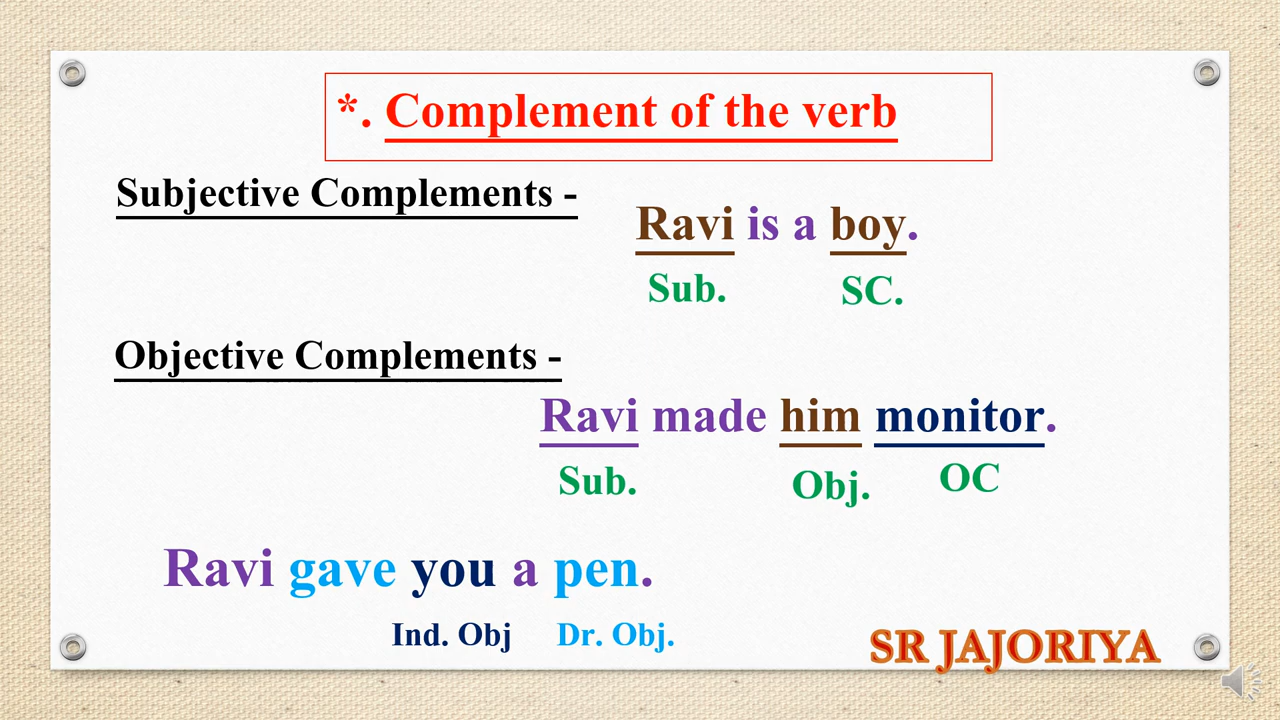 *. Complement of the verb
Subjective Complements -
Ravi is a boy.
Sub. SC.
Objective Complements -
Ravi made him monitor.
Sub. Obj. OC
Ravi gave you a pen.
Ind. Obj Dr. Obj.
SR JAJORIYA